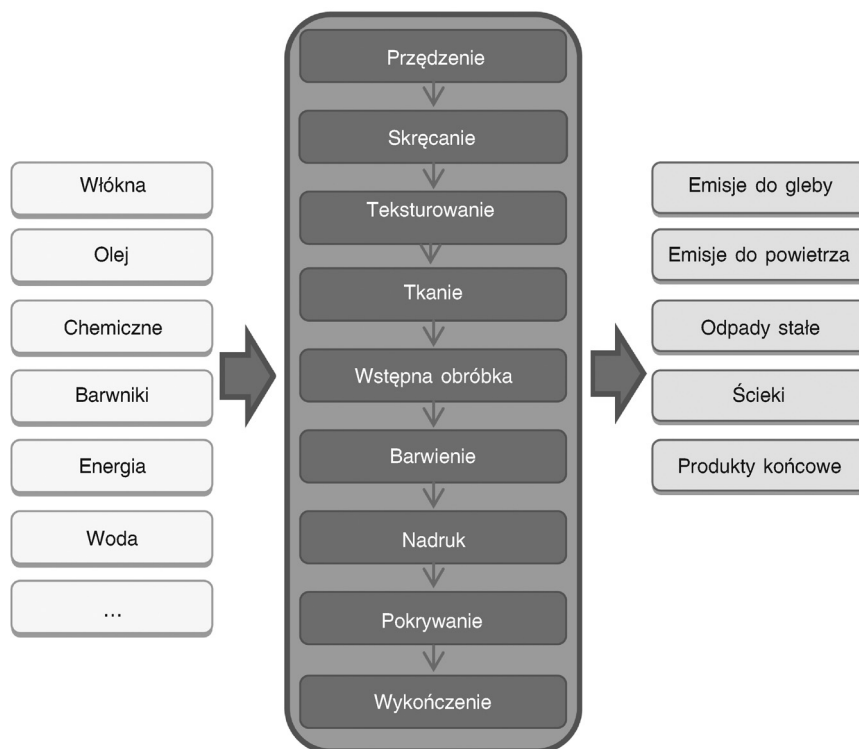 Włókna
Olej
Chemiczne
Barwniki
Energia
Woda
...
Przędzenie
Skręcanie
Teksturowanie
Tkanie
Wstępna obróbka
Barwienie
Nadruk
Pokrywanie
Wykończenie
Emisje do gleby
Emisje do powietrza
Odpady stałe
Ścieki
Produkty końcowe